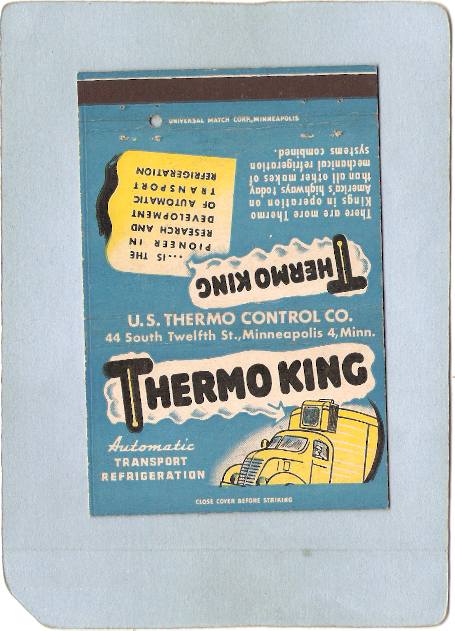 UNIVERSAL MATCH CORP., MINNEAPOLIS
There are more Thermo
Kings in operation on
America's highways today
than all other makes of
mechanical refrigeration
systems combined.
THERMO KING
....IS THE
PIONEER IN
RESEARCH AND
DEVELOPMENT
OF AUTOMATIC
TRANSPORT
REFRIGERATION
U.S. THERMO CONTROL CO.
44 South Twelfth St., Minneapolis 4, Minn.
THERMO KING
Automatic
TRANSPORT
REFRIGERATION
CLOSE COVER BEFORE STRIKING